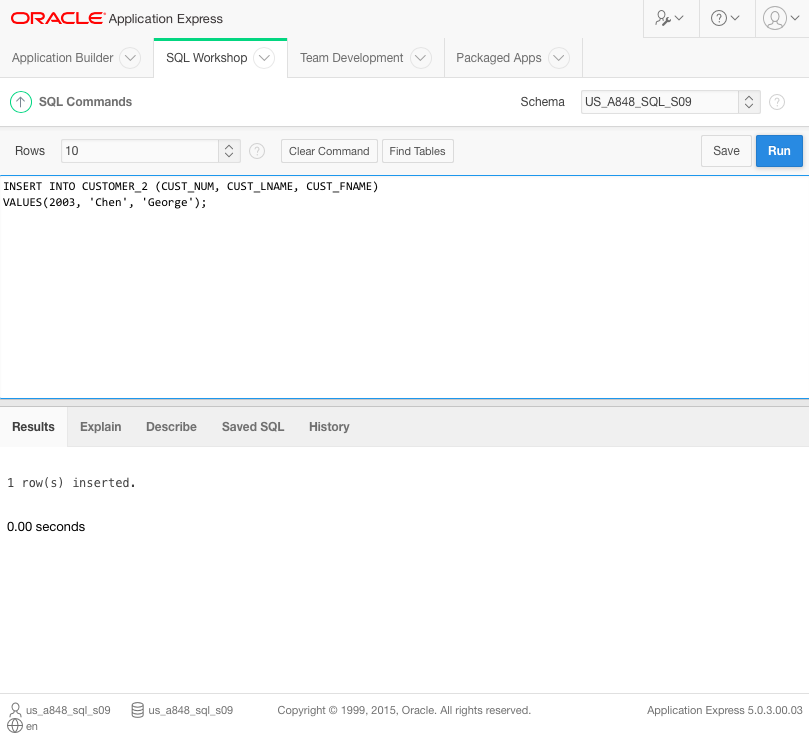 ORACLE Application Express
Application Builder SQL Workshop Team Development Packaged Apps
SQL Commands Schema US_A848_SQL_S09
Rows 10 Clear Command Find Tables Save Run
INSERT INTO CUSTOMER_2 (CUST_NUM, CUST_LNAME, CUST_FNAME)
VALUES(2003, 'Chen', 'George');
Results Explain Describe Saved SQL History
1 row(s) inserted.
0.00 seconds
us_a848_sql_s09 us_a848_sql_s09 Copyright © 1999, 2015, Oracle. All rights reserved. Application Express 5.0.3.00.03
en